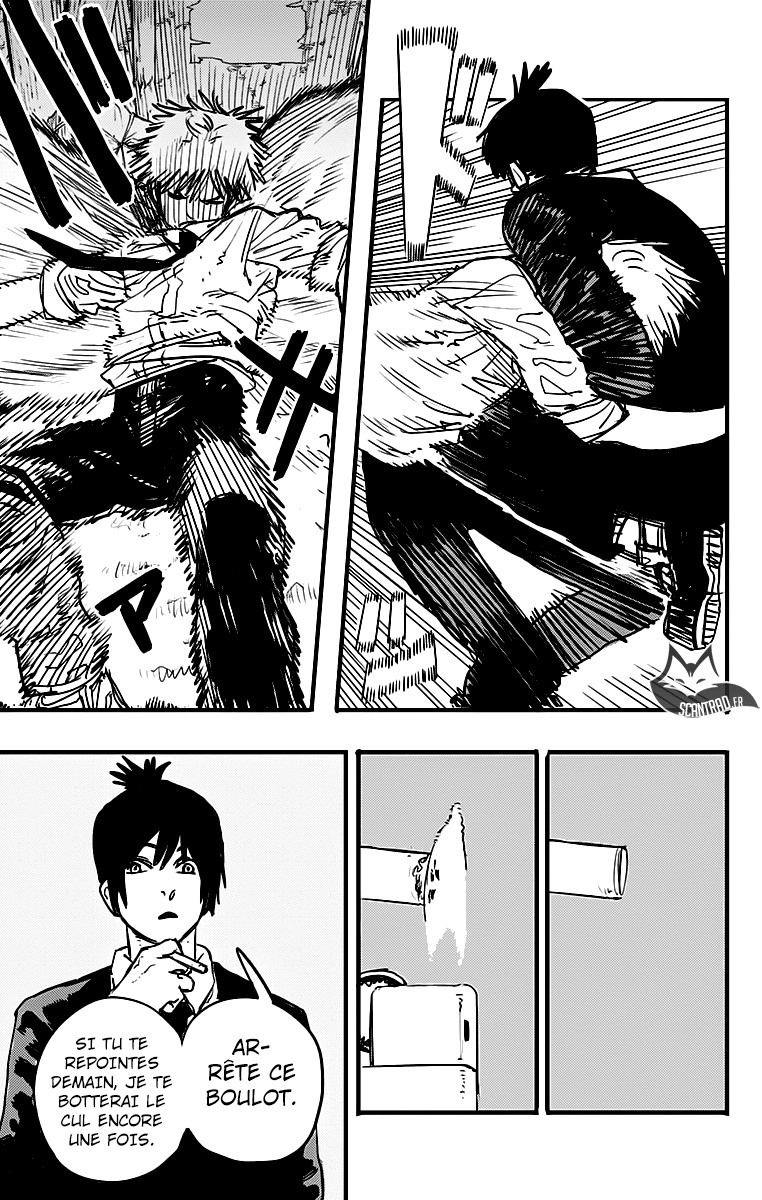 SCANTRAD.FR
AR-
RÊTE CE
BOULOT.
SI TU TE
REPOINTES
DEMAIN, JE TE
BOTTERAI LE
CUL ENCORE
UNE FOIS.